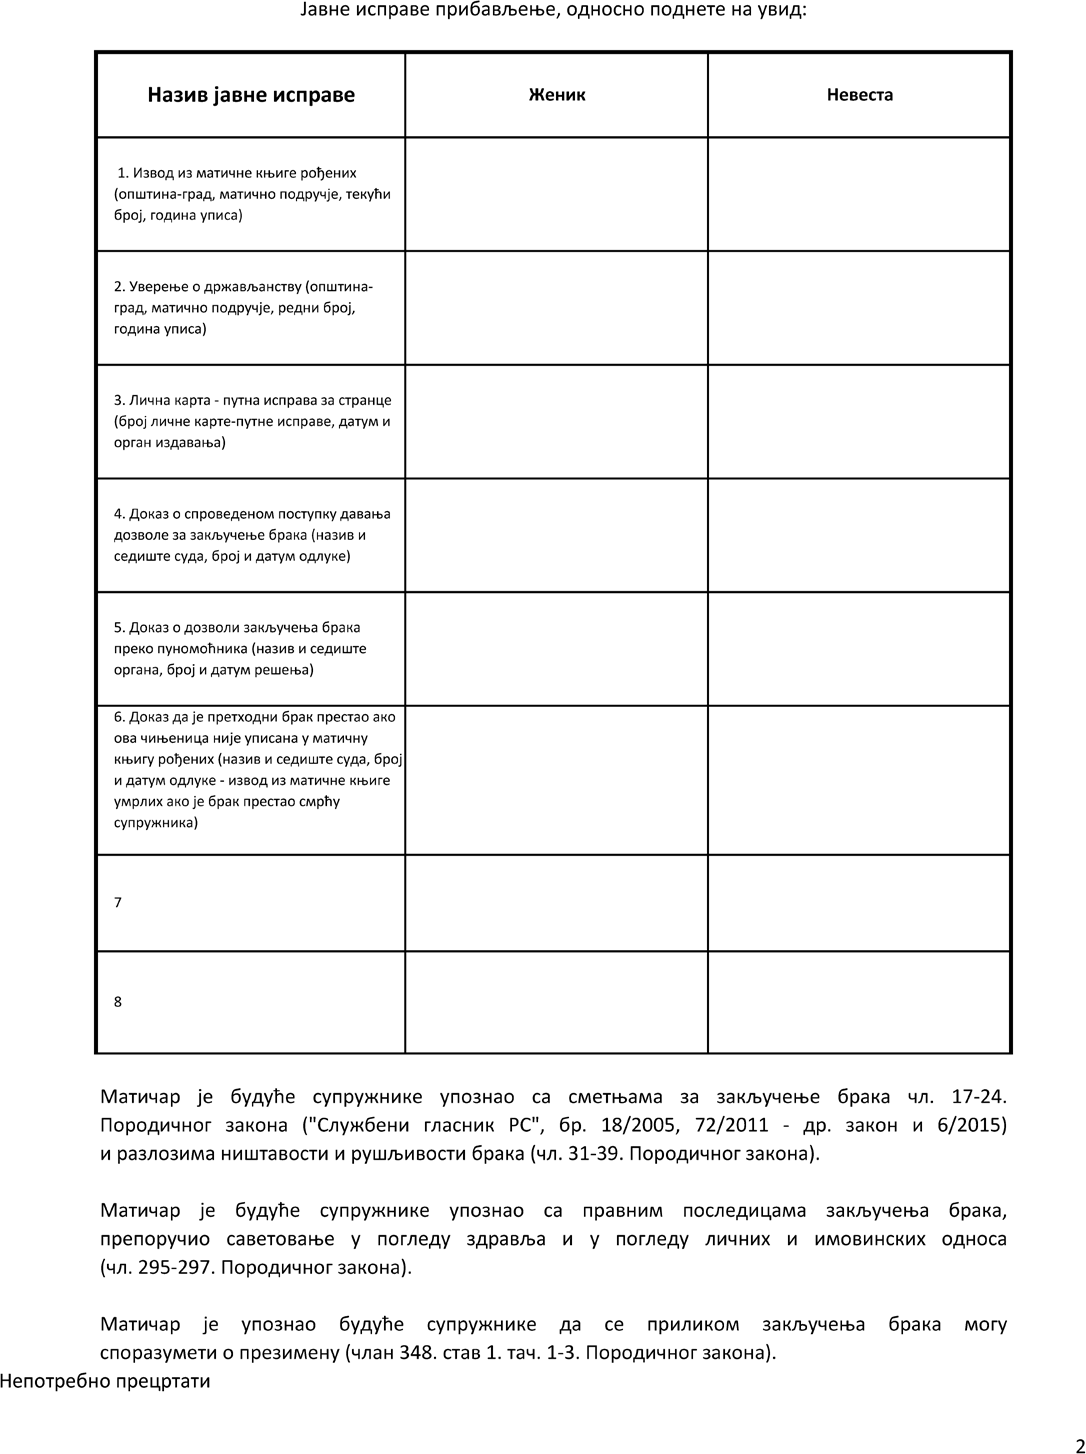 Јавне исправе прибављење, односно поднете на увид:
Назив јавне исправе
Женик
Невеста
1. Извод из матичне књиге рођених
(општина-град, матично подручје, текући
број, година уписа)
2. Уверење о држављанству (општина-
град, матично подручје, редни број,
година уписа)
3. Лична карта - путна исправа за странце
(број личне карте-путне исправе, датум и
орган издавања)
4. Доказ о спроведеном поступку давања
дозволе за закључење брака (назив и
седиште суда, број и датум одлуке)
5. Доказ о дозволи закључења брака
преко пуномоћника (назив и седиште
органа, број и датум решења)
6. Доказ да је претходни брак престао ако
ова чињеница није уписана у матичну
књигу рођених (назив и седиште суда, број
и датум одлуке - извод из матичне књиге
умрлих ако је брак престао смрћу
супружника)
7
8
Матичар је будуће супружнике упознао са сметњама за закључење брака чл. 17-24.
Породичног закона ("Службени гласник РС", бр. 18/2005, 72/2011 - др. закон и 6/2015)
и разлозима ништавости и рушљивости брака (чл. 31-39. Породичног закона).
Матичар је будуће супружнике упознао са правним последицама закључења брака,
препоручио саветовање у погледу здравља и у погледу личних и имовинских односа
(чл. 295-297. Породичног закона).
Матичар је упознао будуће супружнике да се приликом закључења брака могу
споразумети о презимену (члан 348. став 1. тач. 1-3. Породичног закона).
Непотребно прецртати
2